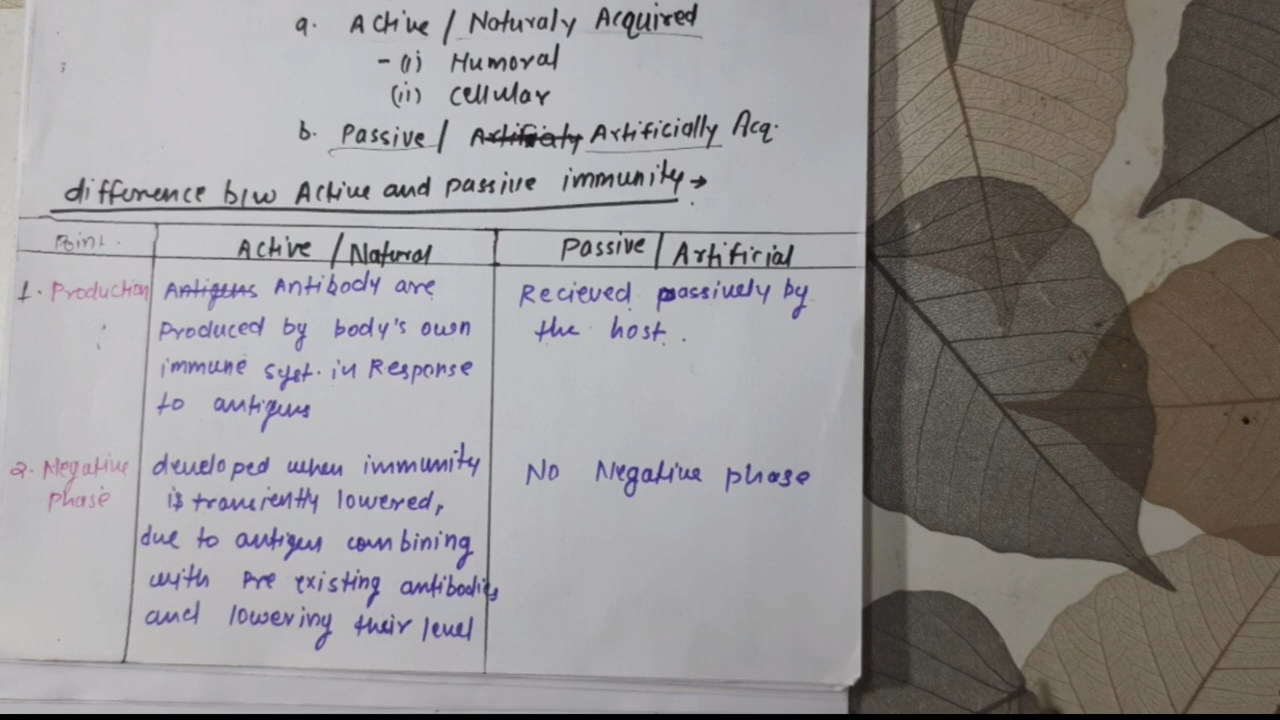 a. Active / Naturaly Acquired
- (i) Humoral
(ii) cellular
b. Passive / Artificialy Artificially Acq.
difference b/w Active and passive immunity →
Point. Active / Natural Passive / Artificial
1. Production Antigens Antibody are
produced by body's own
immune syst. in Response
to antigens
Recieved passively by
the host.
2. Negative
phase
developed when immunity
is transiently lowered,
due to antigen combining
with pre existing antibodies
and lowering their level
No Negative phase